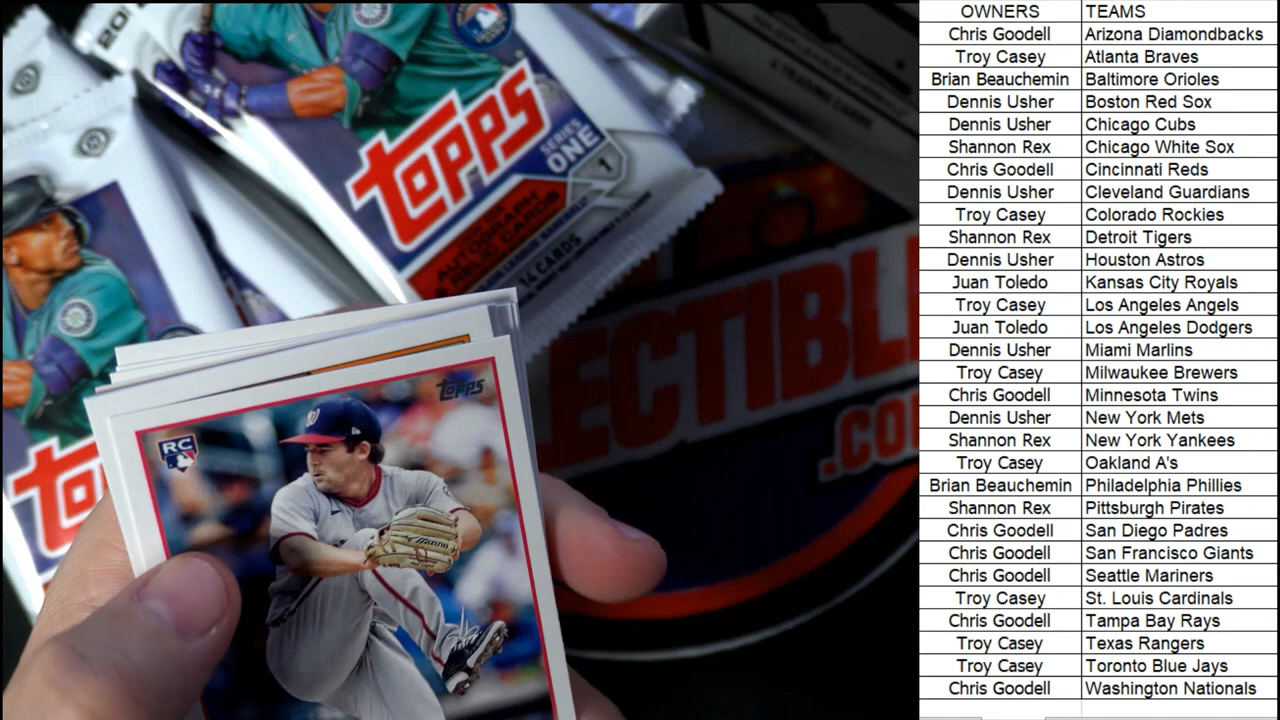 20
TOPPS
SERIES
ONE
1
AUTOGRAPH
RELIC CARDS
14 CARDS
LECTIBLE
.CO
TOPPS
TOPPS
RC
W
MIZUNO
OWNERS TEAMS
Chris Goodell Arizona Diamondbacks
Troy Casey Atlanta Braves
Brian Beauchemin Baltimore Orioles
Dennis Usher Boston Red Sox
Dennis Usher Chicago Cubs
Shannon Rex Chicago White Sox
Chris Goodell Cincinnati Reds
Dennis Usher Cleveland Guardians
Troy Casey Colorado Rockies
Shannon Rex Detroit Tigers
Dennis Usher Houston Astros
Juan Toledo Kansas City Royals
Troy Casey Los Angeles Angels
Juan Toledo Los Angeles Dodgers
Dennis Usher Miami Marlins
Troy Casey Milwaukee Brewers
Chris Goodell Minnesota Twins
Dennis Usher New York Mets
Shannon Rex New York Yankees
Troy Casey Oakland A's
Brian Beauchemin Philadelphia Phillies
Shannon Rex Pittsburgh Pirates
Chris Goodell San Diego Padres
Chris Goodell San Francisco Giants
Chris Goodell Seattle Mariners
Troy Casey St. Louis Cardinals
Chris Goodell Tampa Bay Rays
Troy Casey Texas Rangers
Troy Casey Toronto Blue Jays
Chris Goodell Washington Nationals